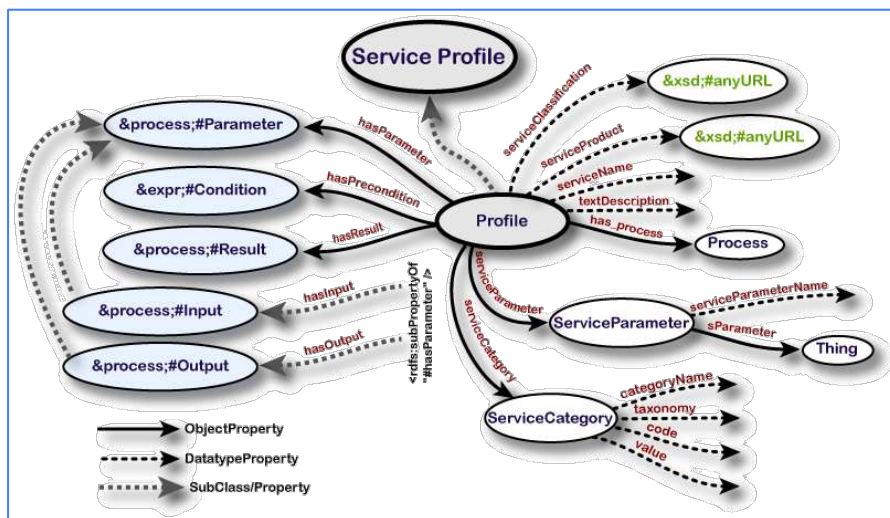 Service Profile
serviceClassification
&xsd;#anyURL
&process;#Parameter
hasParameter
serviceProduct
&xsd;#anyURL
serviceName
&expr;#Condition
hasPrecondition
textDescription
Profile
has_process
Process
&process;#Result
hasResult
serviceParameter
serviceCategory
&process;#Input
hasInput
<rdfs:subPropertyOf
"#hasParameter" />
serviceParameterName
ServiceParameter
sParameter
Thing
&process;#Output
hasOutput
categoryName
taxonomy
ServiceCategory
code
value
ObjectProperty
DatatypeProperty
SubClass/Property